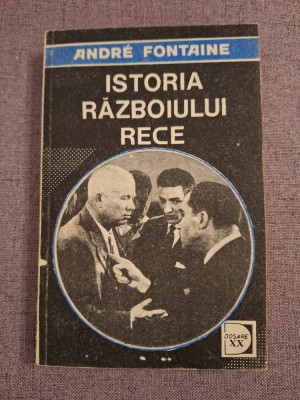 ANDRÉ FONTAINE
ISTORIA
RĂZBOIULUI
RECE
DOSARE
XX